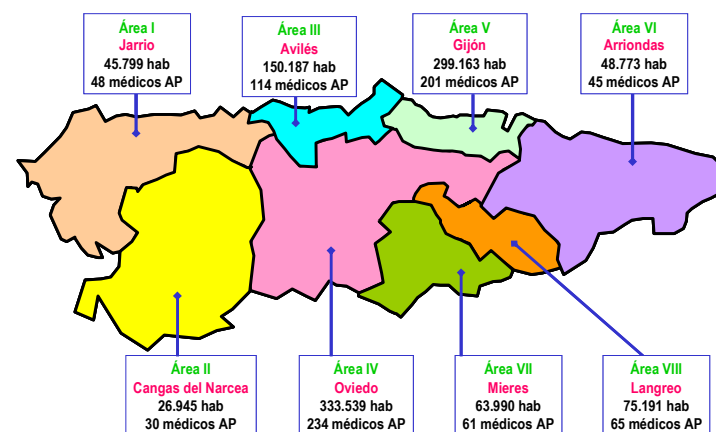 Área I
Jarrio
45.799 hab
48 médicos AP
Área III
Avilés
150.187 hab
114 médicos AP
Área V
Gijón
299.163 hab
201 médicos AP
Área VI
Arriondas
48.773 hab
45 médicos AP
Área II
Cangas del Narcea
26.945 hab
30 médicos AP
Área IV
Oviedo
333.539 hab
234 médicos AP
Área VII
Mieres
63.990 hab
61 médicos AP
Área VIII
Langreo
75.191 hab
65 médicos AP